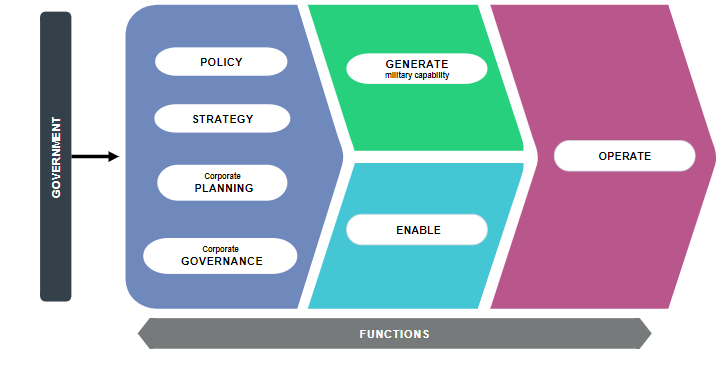 GOVERNMENT
POLICY
STRATEGY
Corporate
PLANNING
Corporate
GOVERNANCE
GENERATE
military capability
ENABLE
OPERATE
FUNCTIONS